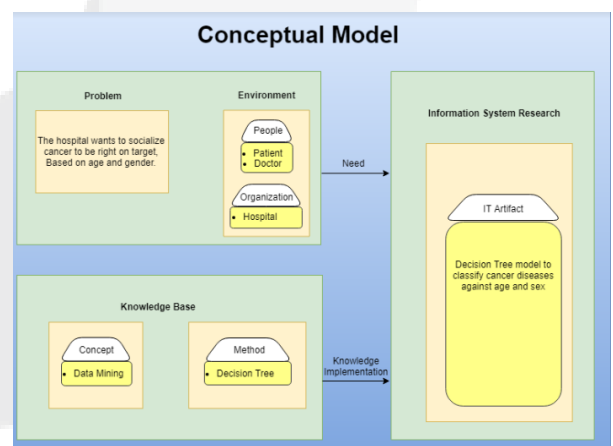 Conceptual Model
Problem
The hospital wants to socialize
cancer to be right on target,
Based on age and gender.
Environment
People
• Patient
• Doctor
Organization
• Hospital
Need
Knowledge Base
Concept
• Data Mining
Method
• Decision Tree
Knowledge
Implementation
Information System Research
IT Artifact
Decision Tree model to
classify cancer diseases
against age and sex